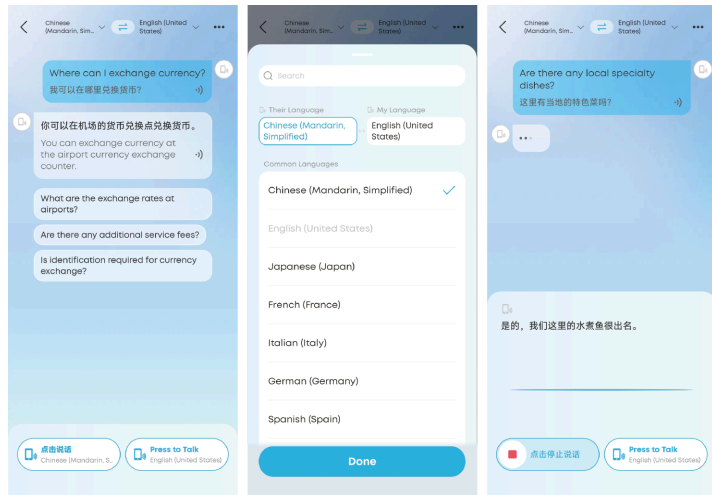 Chinese
(Mandarin, Sim...
English (United
States)
Where can I exchange currency?
我可以在哪里兑换货币?
你可以在机场的货币兑换点兑换货币。
You can exchange currency at
the airport currency exchange
counter.
What are the exchange rates at
airports?
Are there any additional service fees?
Is identification required for currency
exchange?
点击说话
Chinese (Mandarin, S...
Press to Talk
English (United States)
Chinese
(Mandarin, Sim...
English (United
States)
Search
Their Language
My Language
Chinese (Mandarin,
Simplified)
English (United
States)
Common Languages
Chinese (Mandarin, Simplified)
English (United States)
Japanese (Japan)
French (France)
Italian (Italy)
German (Germany)
Spanish (Spain)
Done
Chinese
(Mandarin, Sim...
English (United
States)
Are there any local specialty
dishes?
这里有当地的特色菜吗?
是的，我们这里的水煮鱼很出名。
点击停止说话
Press to Talk
English (United States)